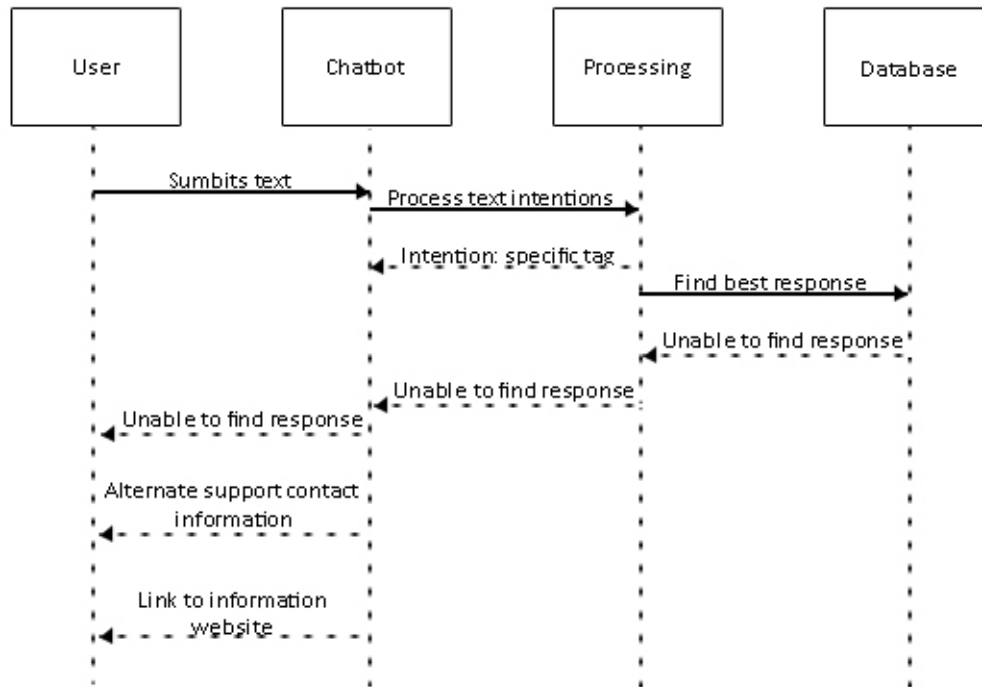 User
Chatbot
Processing
Database
Sumbits text
Process text intentions
Intention: specific tag
Find best response
Unable to find response
Unable to find response
Unable to find response
Alternate support contact
information
Link to information
website